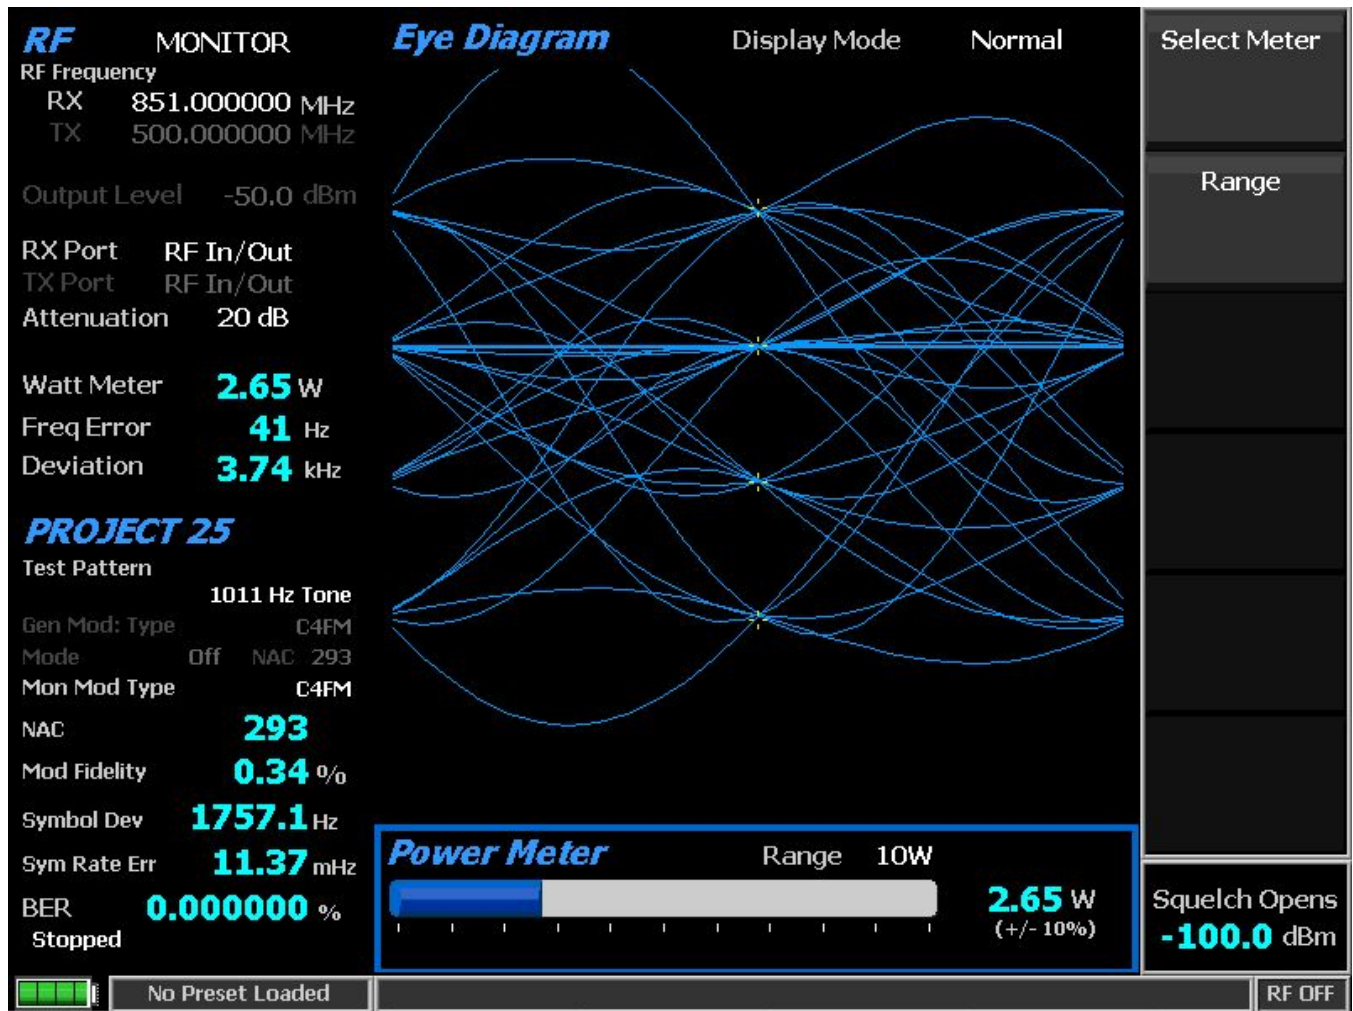 RF MONITOR
RF Frequency
RX 851.000000 MHz
TX 500.000000 MHz
Output Level -50.0 dBm
RX Port RF In/Out
TX Port RF In/Out
Attenuation 20 dB
Watt Meter 2.65 W
Freq Error 41 Hz
Deviation 3.74 kHz
PROJECT 25
Test Pattern
1011 Hz Tone
Gen Mod: Type C4FM
Mode Off NAC 293
Mon Mod Type C4FM
NAC 293
Mod Fidelity 0.34 %
Symbol Dev 1757.1 Hz
Sym Rate Err 11.37 mHz
BER 0.000000 %
Stopped
Eye Diagram Display Mode Normal
Power Meter Range 10W
2.65 W
(+/- 10%)
Select Meter
Range
Squelch Opens
-100.0 dBm
No Preset Loaded
RF OFF